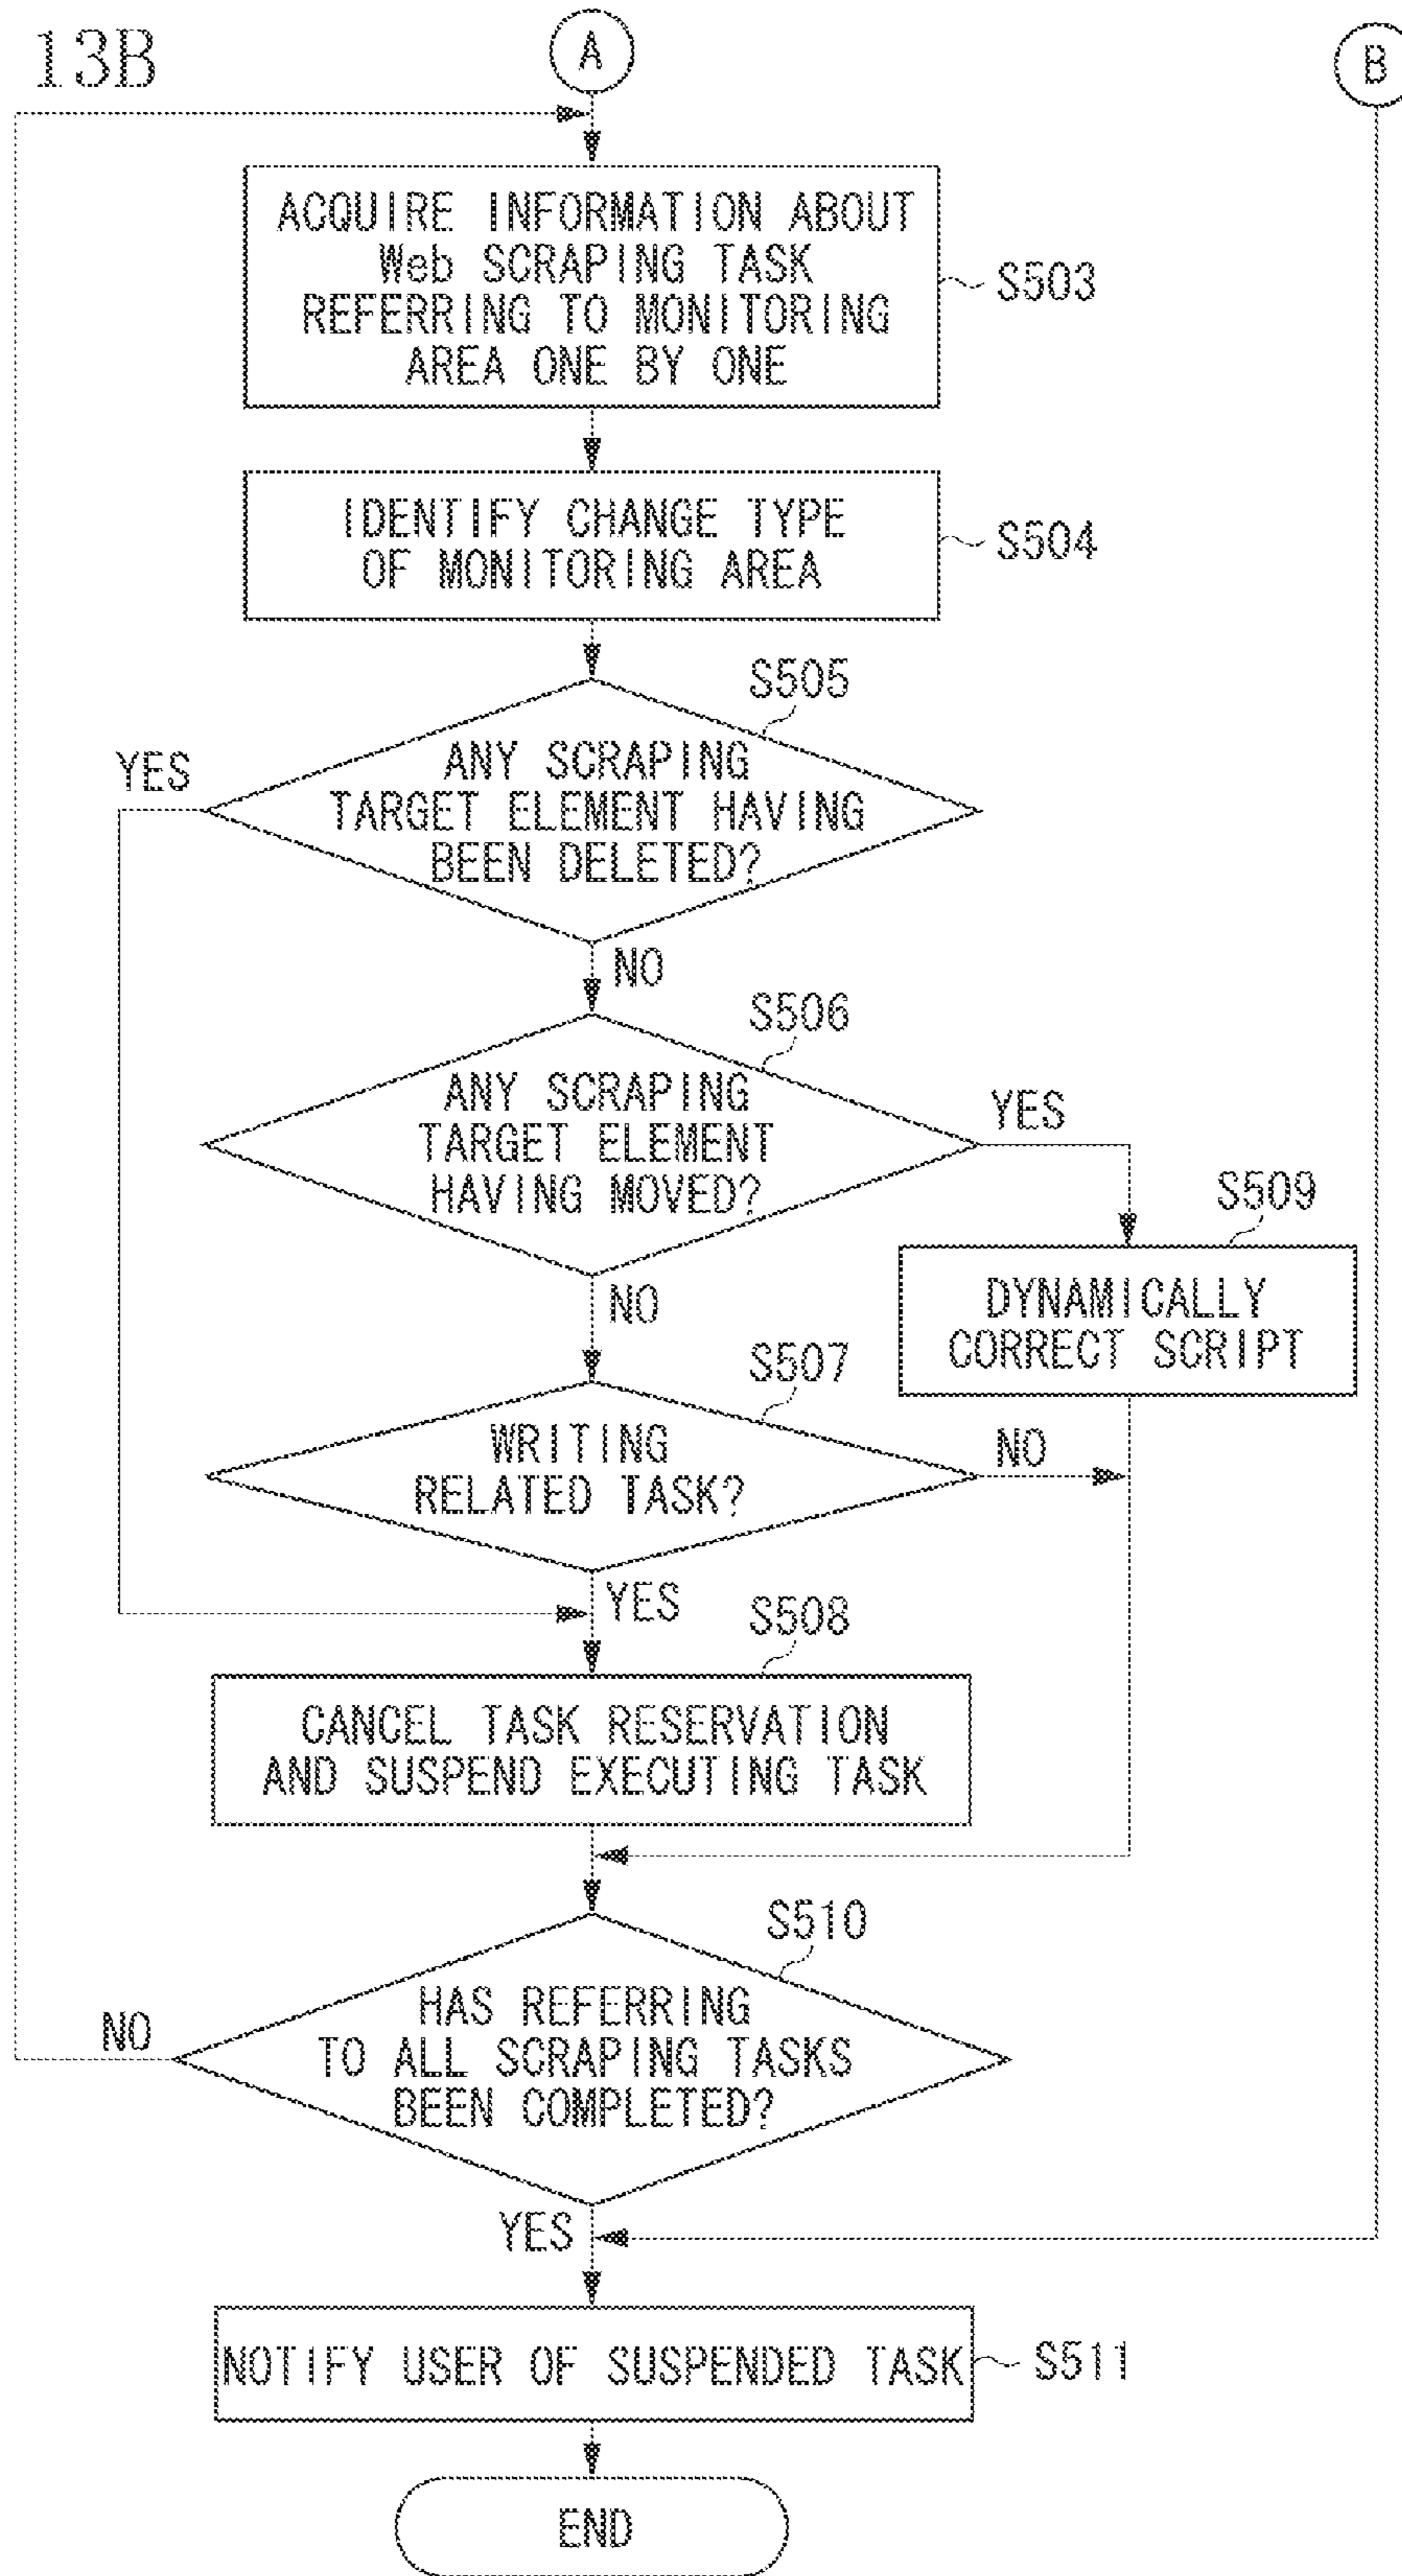 13B
A
B
ACQUIRE INFORMATION ABOUT
Web SCRAPING TASK
REFERRING TO MONITORING
AREA ONE BY ONE
S503
IDENTIFY CHANGE TYPE
OF MONITORING AREA
S504
S505
YES
ANY SCRAPING
TARGET ELEMENT HAVING
BEEN DELETED?
NO
S506
ANY SCRAPING
TARGET ELEMENT
HAVING MOVED?
YES
S509
DYNAMICALLY
CORRECT SCRIPT
NO
S507
WRITING
RELATED TASK?
NO
YES
S508
CANCEL TASK RESERVATION
AND SUSPEND EXECUTING TASK
S510
HAS REFERRING
TO ALL SCRAPING TASKS
BEEN COMPLETED?
NO
YES
NOTIFY USER OF SUSPENDED TASK
S511
END